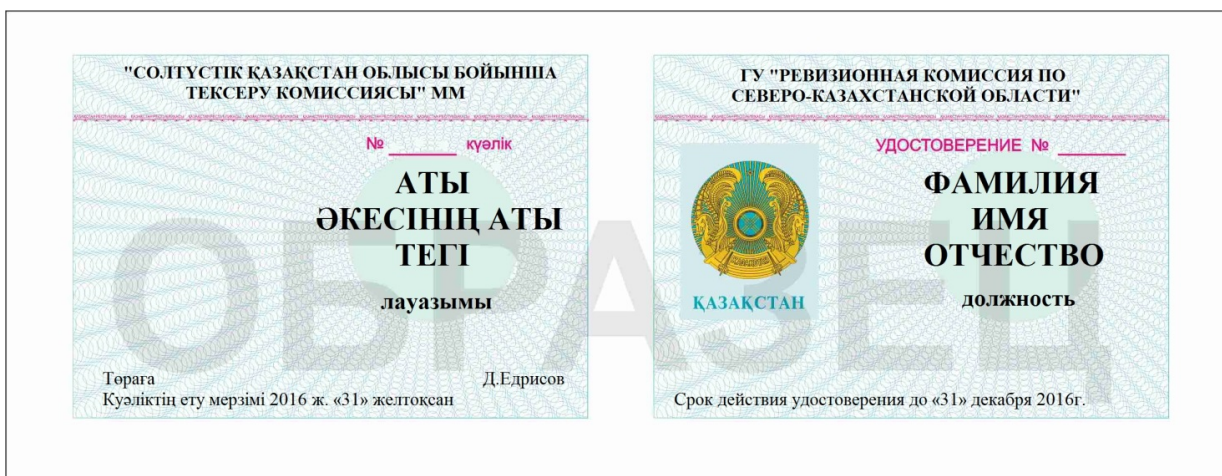 "СОЛТҮСТІК ҚАЗАҚСТАН ОБЛЫСЫ БОЙЫНША
ТЕКСЕРУ КОМИССИЯСЫ" ММ
№ ______ куәлік
АТЫ
ӘКЕСІНІҢ АТЫ
ТЕГІ
лауазымы
Төраға Д.Едрисов
Куәліктің ету мерзімі 2016 ж. «31» желтоқсан
ГУ "РЕВИЗИОННАЯ КОМИССИЯ ПО
СЕВЕРО-КАЗАХСТАНСКОЙ ОБЛАСТИ"
УДОСТОВЕРЕНИЕ № ______
ФАМИЛИЯ
ИМЯ
ОТЧЕСТВО
должность
ҚАЗАҚСТАН
Срок действия удостоверения до «31» декабря 2016г.
ОБРАЗЕЦ